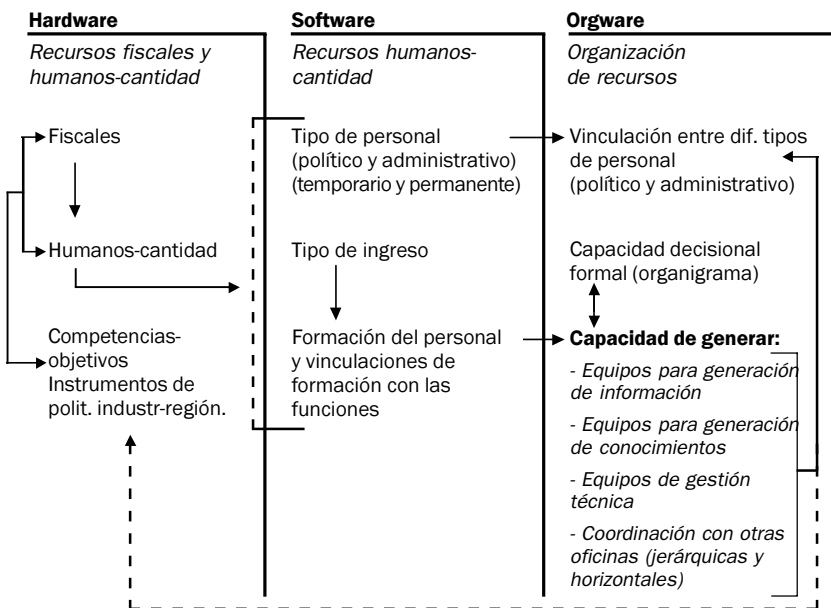 Hardware
Recursos fiscales y
humanos-cantidad
Fiscales
Humanos-cantidad
Competencias-
objetivos
Instrumentos de
polit. industr-región.
Software
Recursos humanos-
cantidad
Tipo de personal
(político y administrativo)
(temporario y permanente)
Tipo de ingreso
Formación del personal
y vinculaciones de
formación con las
funciones
Orgware
Organización
de recursos
Vinculación entre dif. tipos
de personal
(político y administrativo)
Capacidad decisional
formal (organigrama)
Capacidad de generar:
- Equipos para generación
de información
- Equipos para generación
de conocimientos
- Equipos de gestión
técnica
- Coordinación con otras
oficinas (jerárquicas y
horizontales)